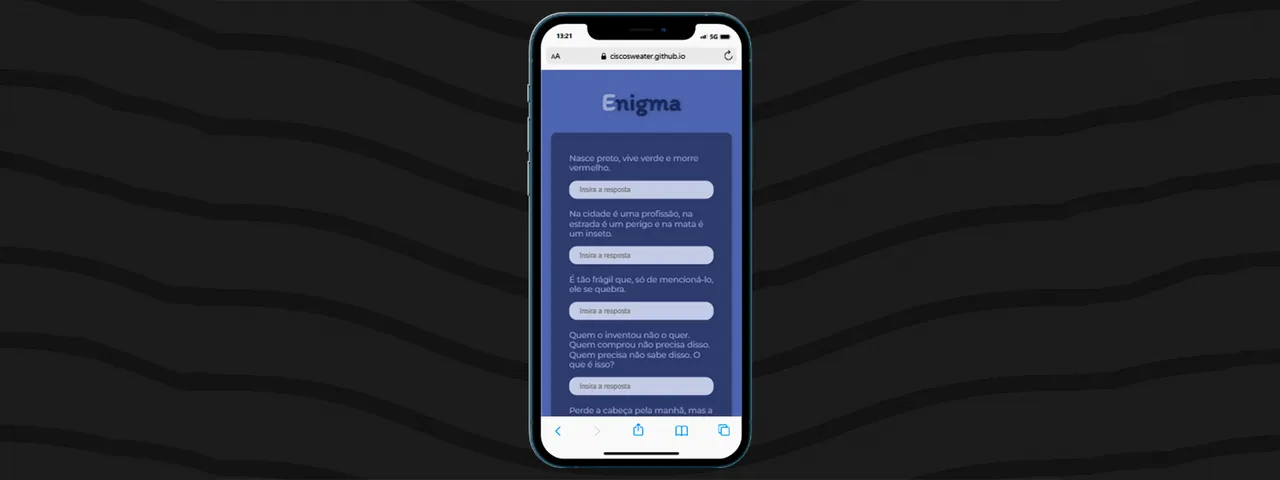 13:21
5G
AA
ciscosweater.github.io
Enigma
Nasce preto, vive verde e morre
vermelho.
Insira a resposta
Na cidade é uma profissão, na
estrada é um perigo e na mata é
um inseto.
Insira a resposta
É tão frágil que, só de mencioná-lo,
ele se quebra.
Insira a resposta
Quem o inventou não o quer.
Quem comprou não precisa disso.
Quem precisa não sabe disso. O
que é isso?
Insira a resposta
Perde a cabeça pela manhã, mas a